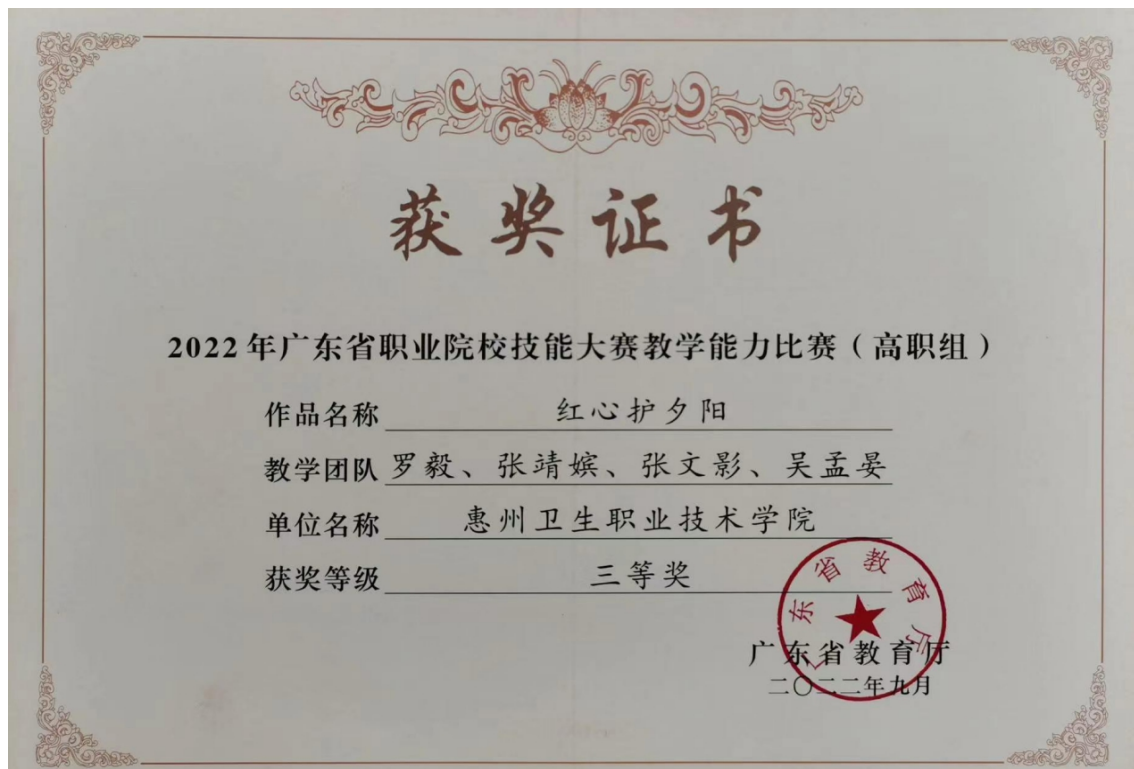 获奖证书
2022年广东省职业院校技能大赛教学能力比赛（高职组）
作品名称 红心护夕阳
教学团队 罗毅、张靖嫔、张文影、吴孟晏
单位名称 惠州卫生职业技术学院
获奖等级 三等奖
广东省教育厅
广东省教育厅
二〇二二年九月